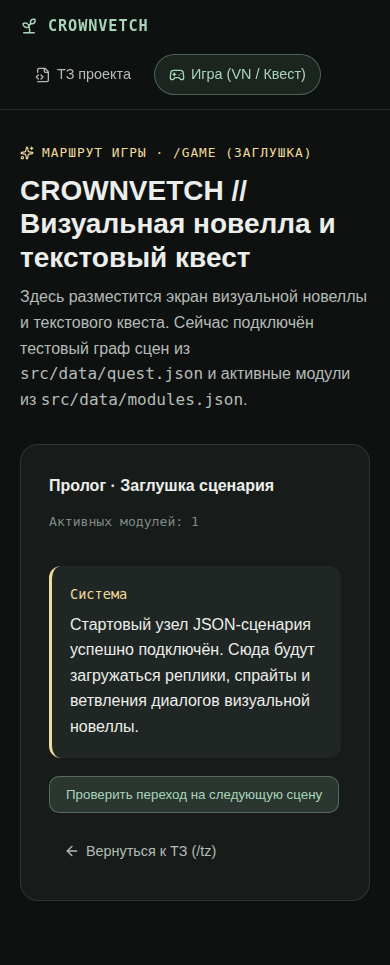 CROWNVETCH
ТЗ проекта
Игра (VN / Квест)
МАРШРУТ ИГРЫ · /GAME (ЗАГЛУШКА)
CROWNVETCH //
Визуальная новелла и
текстовый квест
Здесь разместится экран визуальной новеллы
и текстового квеста. Сейчас подключён
тестовый граф сцен из
src/data/quest.json и активные модули
из src/data/modules.json.
Пролог · Заглушка сценария
Активных модулей: 1
Система
Стартовый узел JSON-сценария
успешно подключён. Сюда будут
загружаться реплики, спрайты и
ветвления диалогов визуальной
новеллы.
Проверить переход на следующую сцену
Вернуться к ТЗ (/tz)